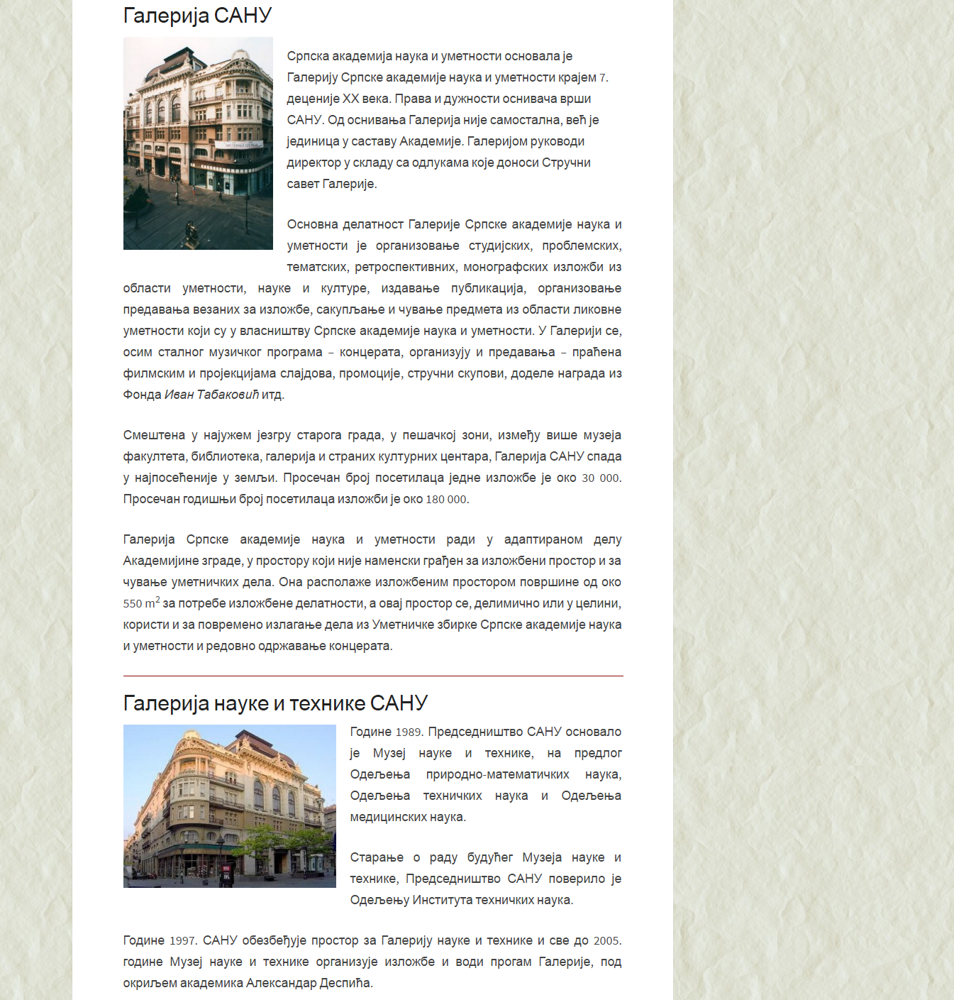 Галерија САНУ
Српска академија наука и уметности основала је
Галерију Српске академије наука и уметности крајем 7.
деценије XX века. Права и дужности оснивача врши
САНУ. Од оснивања Галерија није самостална, већ је
јединица у саставу Академије. Галеријом руководи
директор у складу са одлукама које доноси Стручни
савет Галерије.
Основна делатност Галерије Српске академије наука и
уметности је организовање студијских, проблемских,
тематских, ретроспективних, монографских изложби из
области уметности, науке и културе, издавање публикација, организовање
предавања везаних за изложбе, сакупљање и чување предмета из области ликовне
уметности који су у власништву Српске академије наука и уметности. У Галерији се,
осим сталног музичког програма – концерата, организују и предавања – праћена
филмским и пројекцијама слајдова, промоције, стручни скупови, доделе награда из
Фонда Иван Табаковић итд.
Смештена у најужем језгру старога града, у пешачкој зони, између више музеја
факултета, библиотека, галерија и страних културних центара, Галерија САНУ спада
у најпосећеније у земљи. Просечан број посетилаца једне изложбе је око 30 000.
Просечан годишњи број посетилаца изложби је око 180 000.
Галерија Српске академије наука и уметности ради у адаптираном делу
Академијине зграде, у простору који није наменски грађен за изложбени простор и за
чување уметничких дела. Она располаже изложбеним простором површине од око
550 m² за потребе изложбене делатности, а овај простор се, делимично или у целини,
користи и за повремено излагање дела из Уметничке збирке Српске академије наука
и уметности и редовно одржавање концерата.
Галерија науке и технике САНУ
Године 1989. Председништво САНУ основало
је Музеј науке и технике, на предлог
Одељења природно-математичких наука,
Одељења техничких наука и Одељења
медицинских наука.
Старање о раду будућег Музеја науке и
технике, Председништво САНУ поверило је
Одељењу Института техничких наука.
Године 1997. САНУ обезбеђује простор за Галерију науке и технике и све до 2005.
године Музеј науке и технике организује изложбе и води прогам Галерије, под
окриљем академика Александар Деспића.